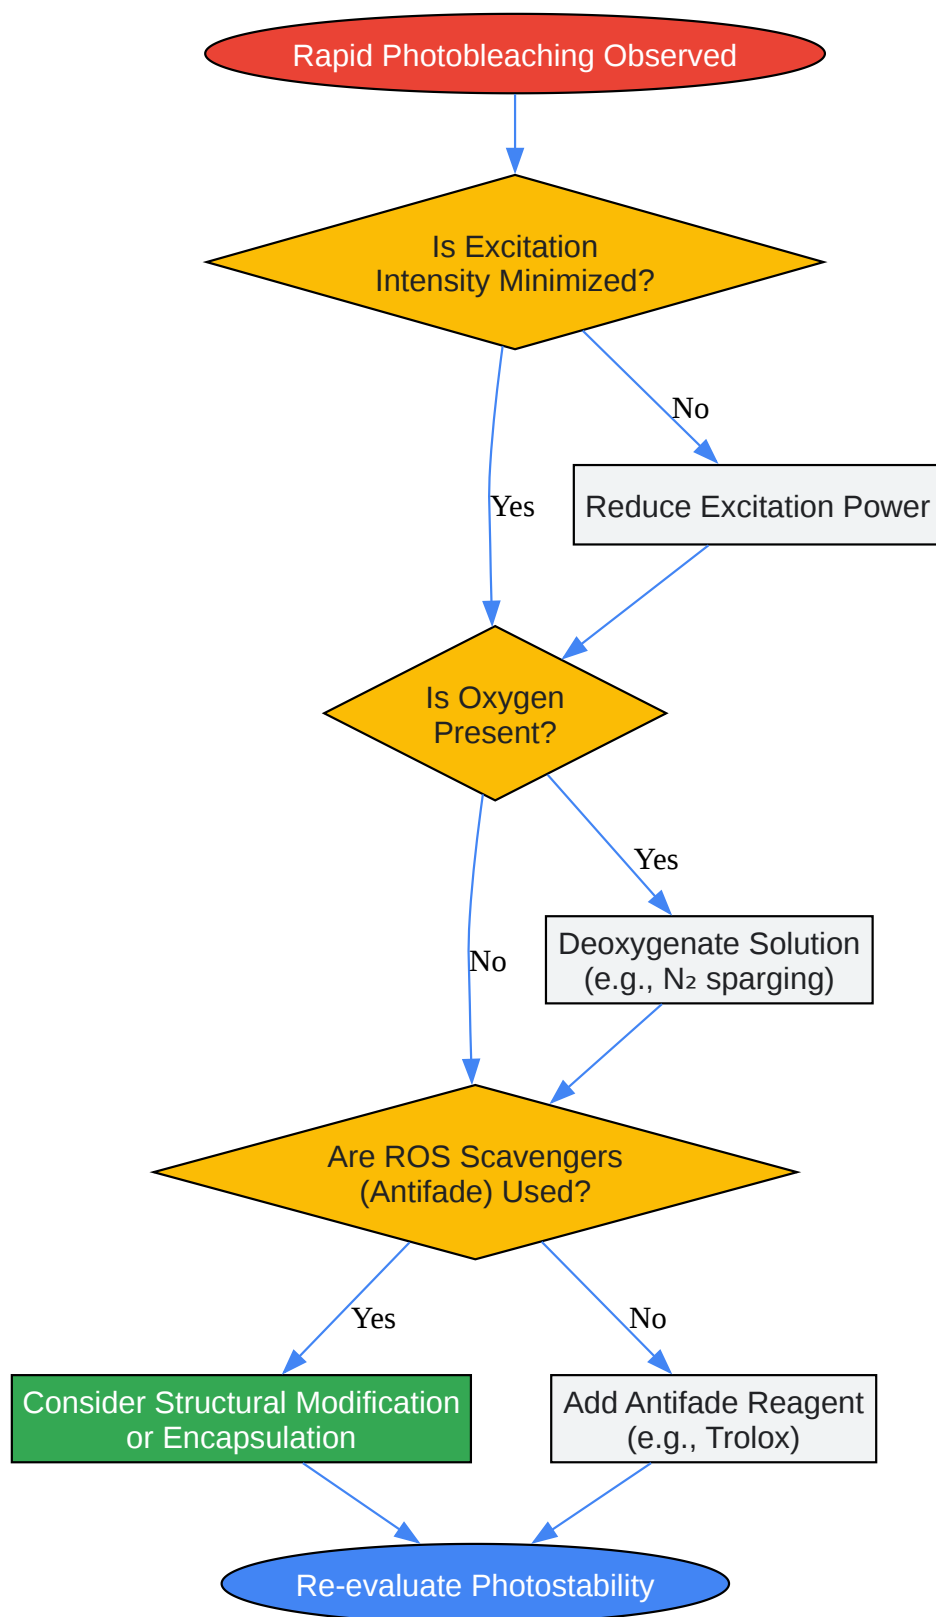 Rapid Photobleaching Observed
Is Excitation
Intensity Minimized?
No
Yes
Reduce Excitation Power
Is Oxygen
Present?
Yes
No
Deoxygenate Solution
(e.g., N₂ sparging)
Are ROS Scavengers
(Antifade) Used?
Yes
No
Consider Structural Modification
or Encapsulation
Add Antifade Reagent
(e.g., Trolox)
Re-evaluate Photostability